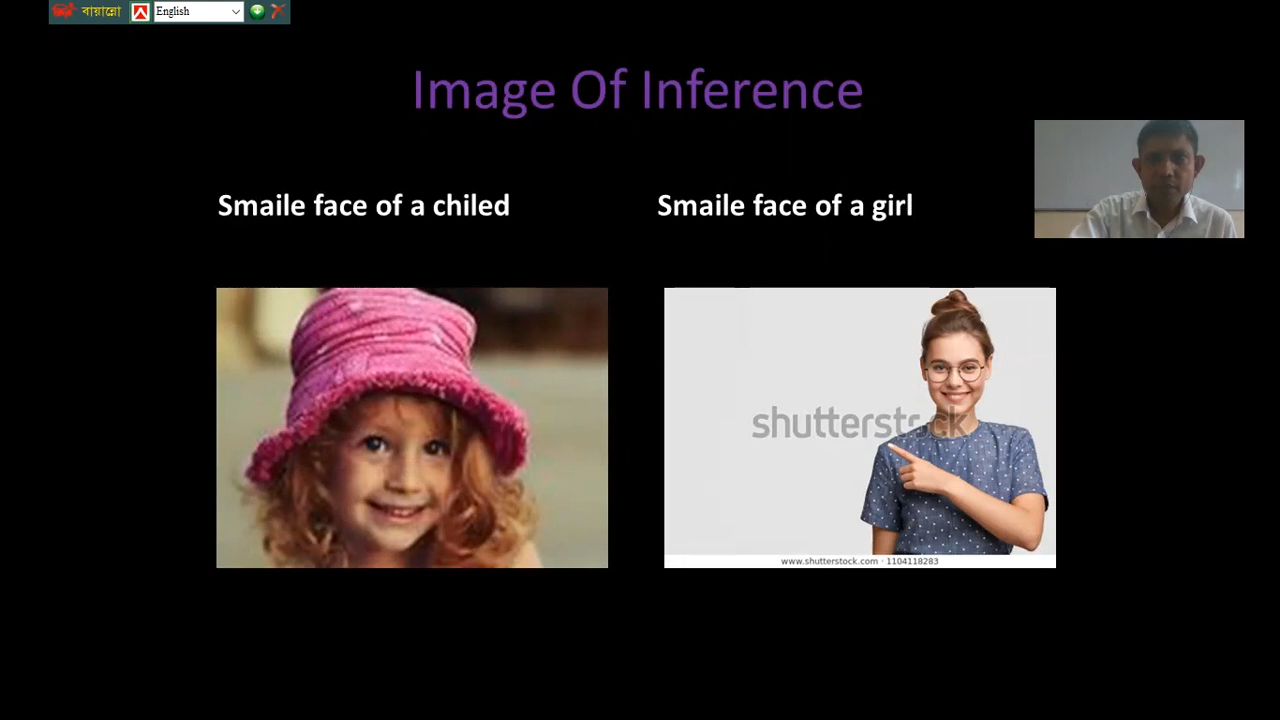 বায়ান্নো English
Image Of Inference
Smaile face of a chiled
Smaile face of a girl
shutterstock
www.shutterstock.com · 1104118283